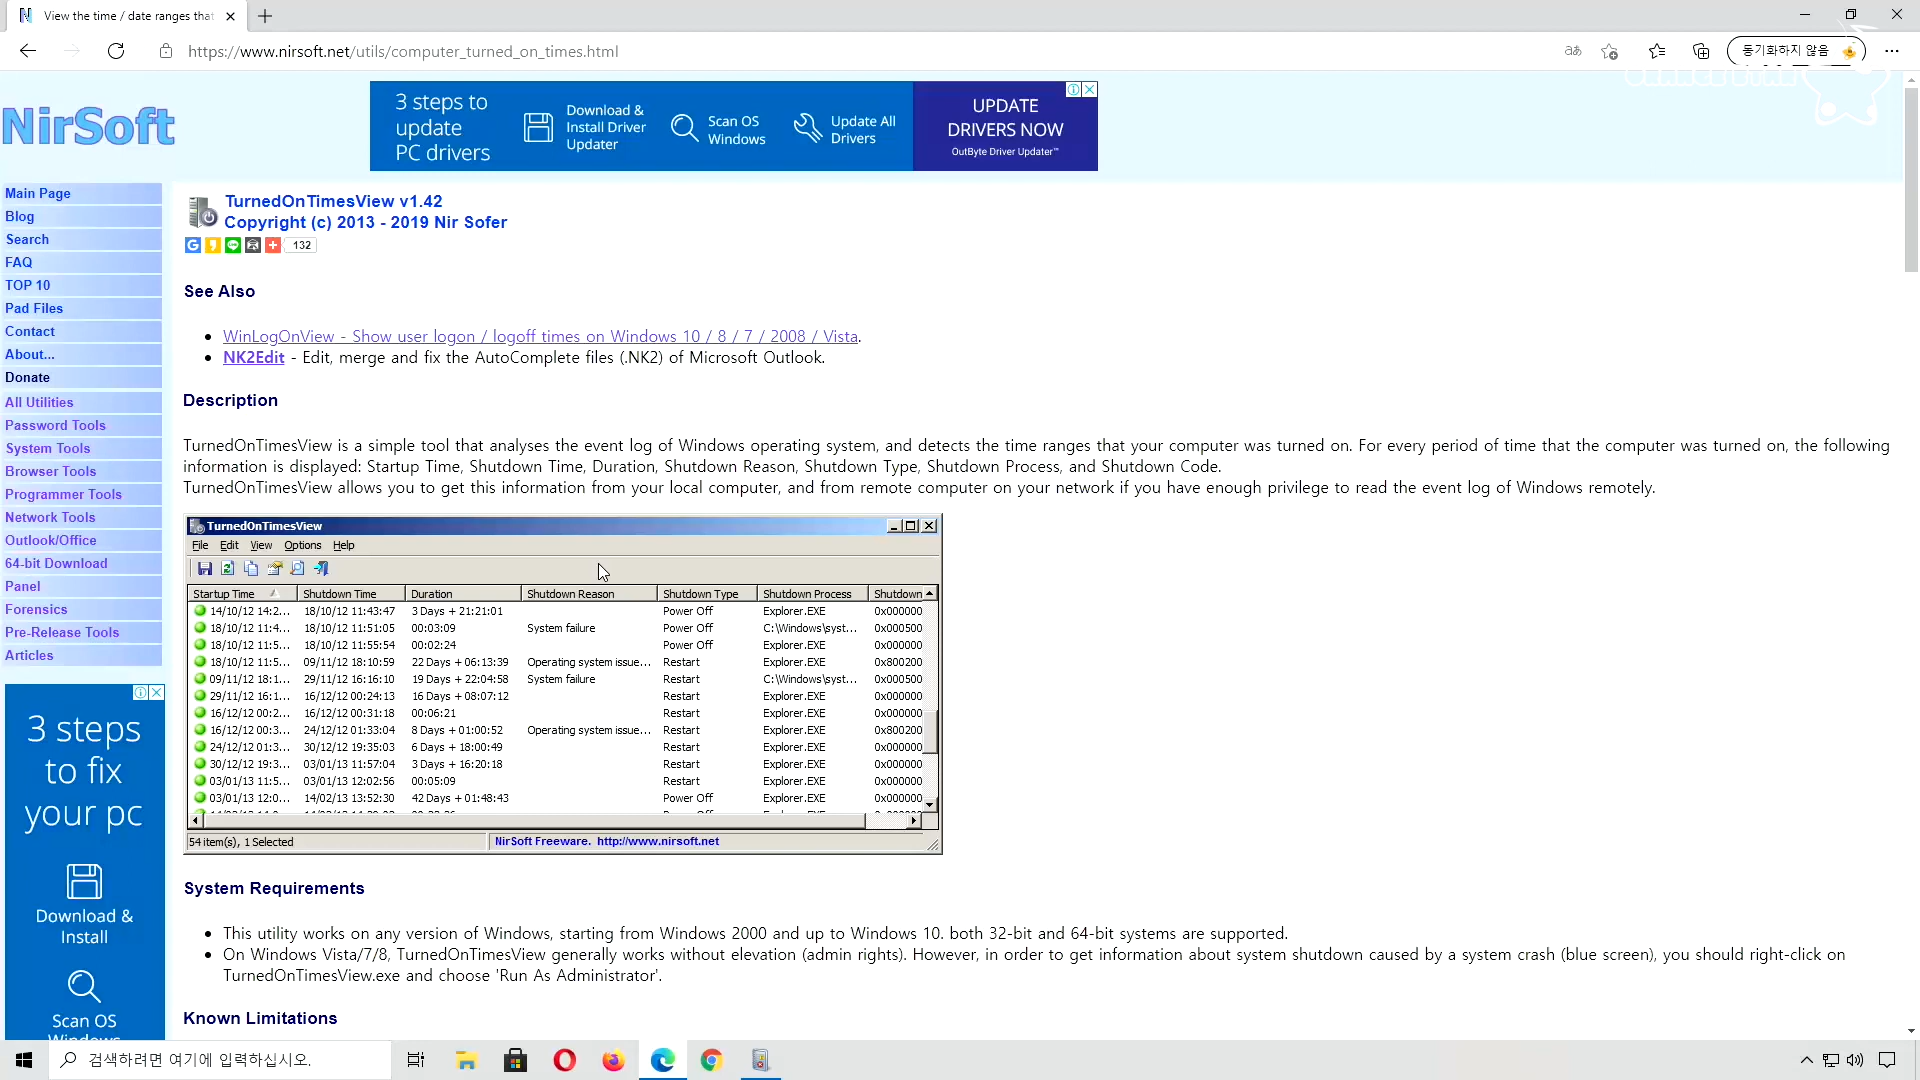 View the time / date ranges that
https://www.nirsoft.net/utils/computer_turned_on_times.html
동기화하지 않음
NirSoft
3 steps to
update
PC drivers
Download &
Install Driver
Updater
Scan OS
Windows
Update All
Drivers
UPDATE
DRIVERS NOW
OutByte Driver Updater™
Main Page
Blog
Search
FAQ
TOP 10
Pad Files
Contact
About...
Donate
All Utilities
Password Tools
System Tools
Browser Tools
Programmer Tools
Network Tools
Outlook/Office
64-bit Download
Panel
Forensics
Pre-Release Tools
Articles
3 steps
to fix
your pc
Download &
Install
Scan OS
Windows
TurnedOnTimesView v1.42
Copyright (c) 2013 - 2019 Nir Sofer
132
See Also
WinLogOnView - Show user logon / logoff times on Windows 10 / 8 / 7 / 2008 / Vista.
NK2Edit - Edit, merge and fix the AutoComplete files (.NK2) of Microsoft Outlook.
Description
TurnedOnTimesView is a simple tool that analyses the event log of Windows operating system, and detects the time ranges that your computer was turned on. For every period of time that the computer was turned on, the following
information is displayed: Startup Time, Shutdown Time, Duration, Shutdown Reason, Shutdown Type, Shutdown Process, and Shutdown Code.
TurnedOnTimesView allows you to get this information from your local computer, and from remote computer on your network if you have enough privilege to read the event log of Windows remotely.
TurnedOnTimesView
File Edit View Options Help
Startup Time Shutdown Time Duration Shutdown Reason Shutdown Type Shutdown Process Shutdown
14/10/12 14:2... 18/10/12 11:43:47 3 Days + 21:21:01 Power Off Explorer.EXE 0x000000
18/10/12 11:4... 18/10/12 11:51:05 00:03:09 System failure Power Off C:\Windows\syst... 0x000500
18/10/12 11:5... 18/10/12 11:55:54 00:02:24 Power Off Explorer.EXE 0x000000
18/10/12 11:5... 09/11/12 18:10:59 22 Days + 06:13:39 Operating system issue... Restart Explorer.EXE 0x800200
09/11/12 18:1... 29/11/12 16:16:10 19 Days + 22:04:58 System failure Restart C:\Windows\syst... 0x000500
29/11/12 16:1... 16/12/12 00:24:13 16 Days + 08:07:12 Restart Explorer.EXE 0x000000
16/12/12 00:2... 16/12/12 00:31:18 00:06:21 Restart Explorer.EXE 0x000000
16/12/12 00:3... 24/12/12 01:33:04 8 Days + 01:00:52 Operating system issue... Restart Explorer.EXE 0x800200
24/12/12 01:3... 30/12/12 19:35:03 6 Days + 18:00:49 Restart Explorer.EXE 0x000000
30/12/12 19:3... 03/01/13 11:57:04 3 Days + 16:20:18 Restart Explorer.EXE 0x000000
03/01/13 11:5... 03/01/13 12:02:56 00:05:09 Restart Explorer.EXE 0x000000
03/01/13 12:0... 14/02/13 13:52:30 42 Days + 01:48:43 Power Off Explorer.EXE 0x000000
54 item(s), 1 Selected NirSoft Freeware. http://www.nirsoft.net
System Requirements
This utility works on any version of Windows, starting from Windows 2000 and up to Windows 10. both 32-bit and 64-bit systems are supported.
On Windows Vista/7/8, TurnedOnTimesView generally works without elevation (admin rights). However, in order to get information about system shutdown caused by a system crash (blue screen), you should right-click on
TurnedOnTimesView.exe and choose 'Run As Administrator'.
Known Limitations
검색하려면 여기에 입력하십시오.